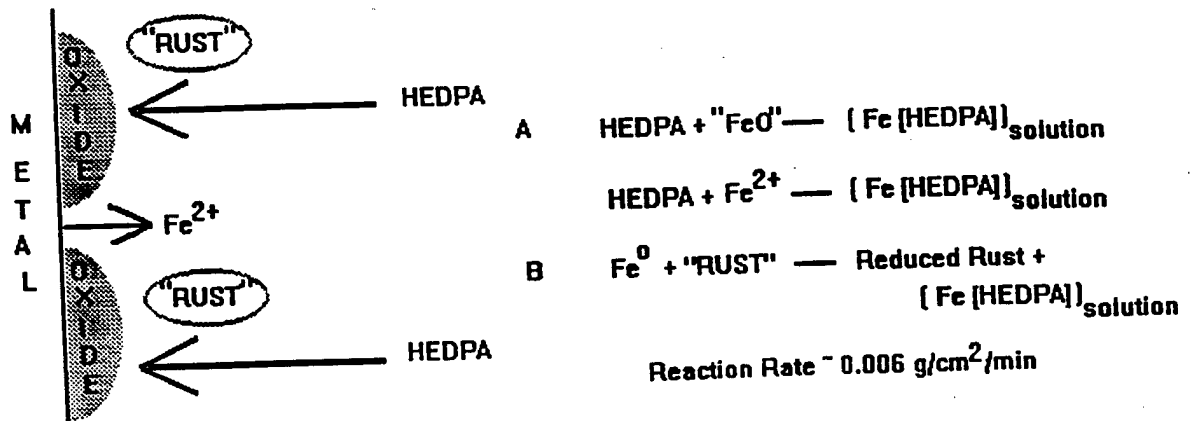 METAL
OXIDE
"RUST"
HEDPA
Fe2+
OXIDE
"RUST"
HEDPA
A HEDPA + "FeO" — [ Fe [HEDPA]]solution
HEDPA + Fe2+ — [ Fe [HEDPA]]solution
B Fe0 + "RUST" — Reduced Rust +
[ Fe [HEDPA]]solution
Reaction Rate ~ 0.006 g/cm2/min